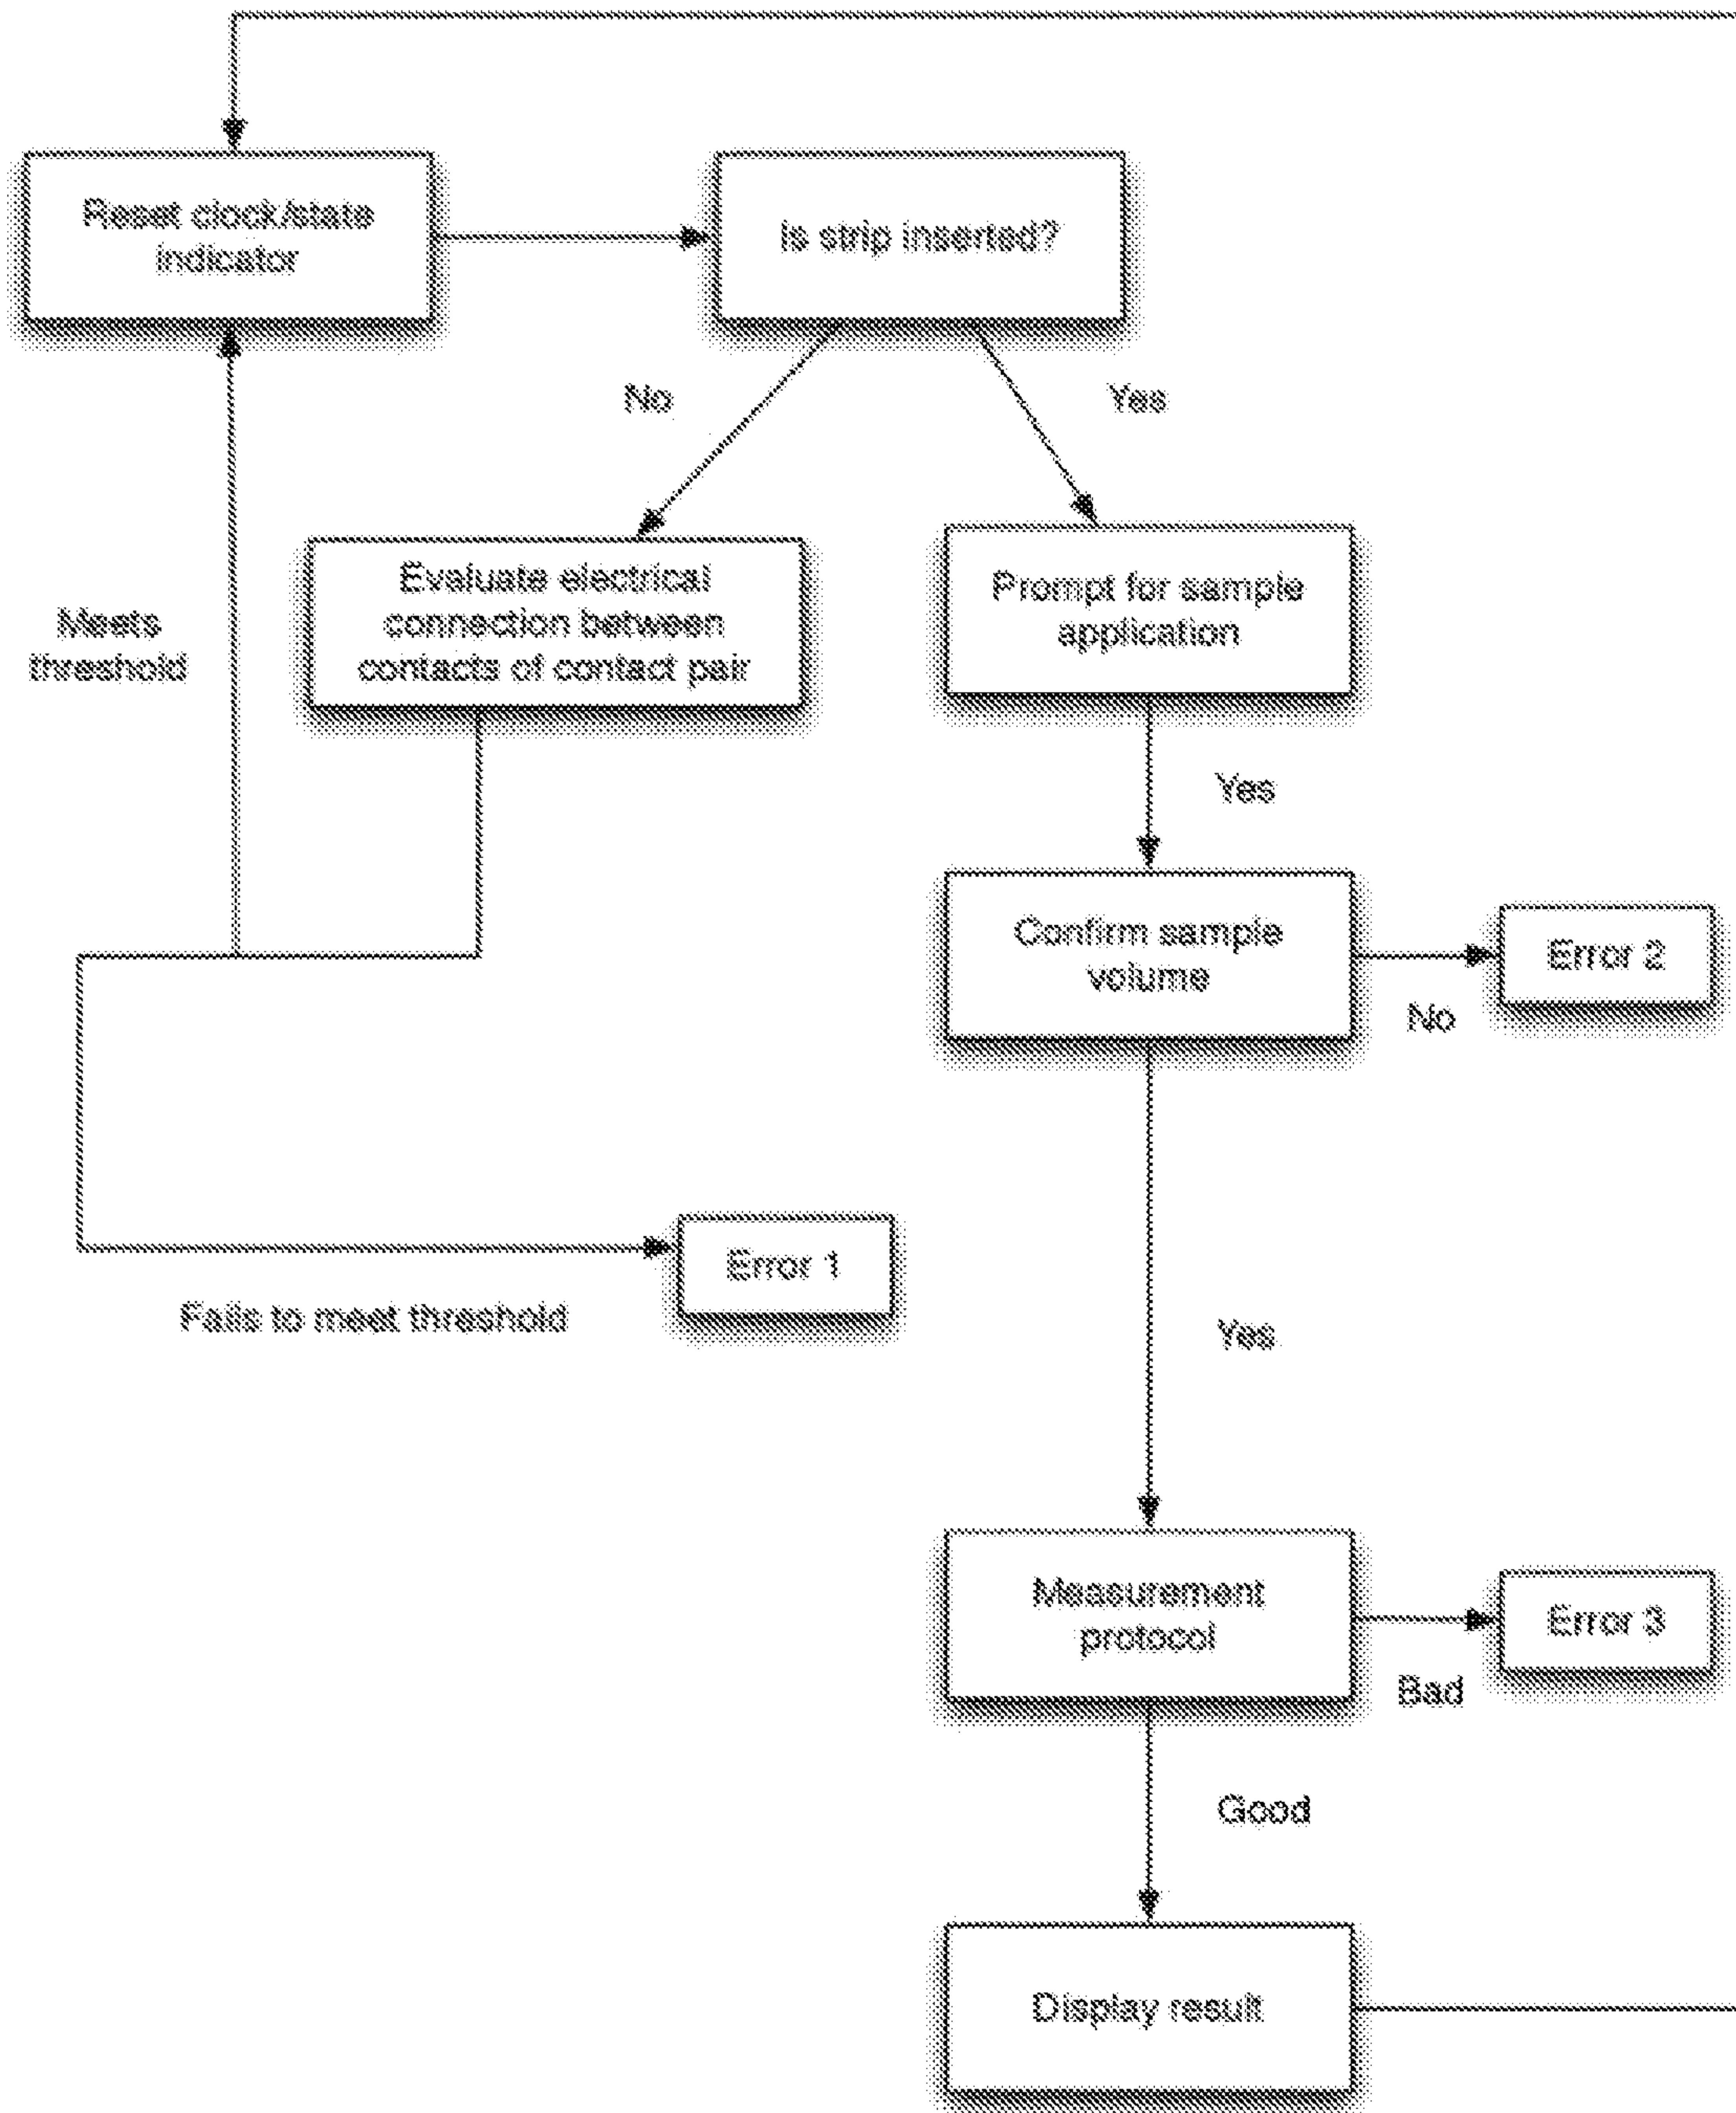 Reset clock/state
indicator
Is strip inserted?
No
Yes
Evaluate electrical
connection between
contacts of contact pair
Prompt for sample
application
Meets
threshold
Yes
Confirm sample
volume
Error 2
No
Error 1
Fails to meet threshold
Yes
Measurement
protocol
Error 3
Bad
Good
Display result